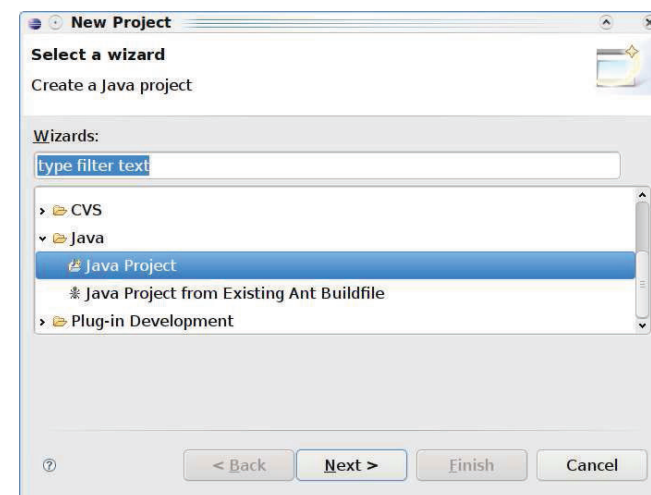 New Project
Select a wizard
Create a Java project
Wizards:
type filter text
CVS
Java
Java Project
Java Project from Existing Ant Buildfile
Plug-in Development
< Back Next > Finish Cancel